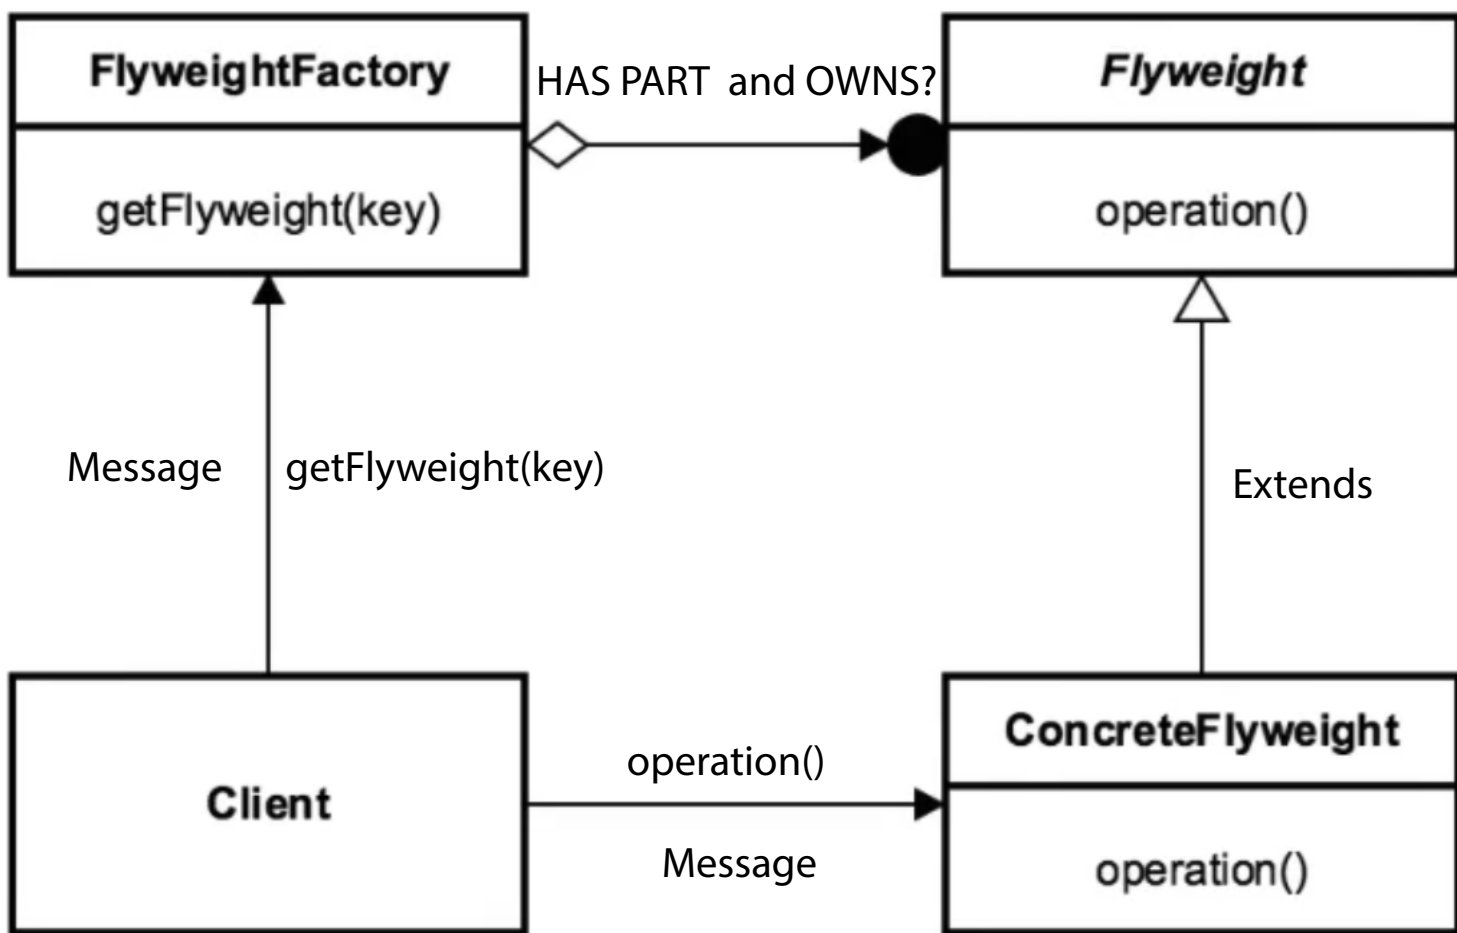 FlyweightFactory
HAS PART and OWNS?
Flyweight
getFlyweight(key)
operation()
Message
getFlyweight(key)
Extends
Client
operation()
Message
ConcreteFlyweight
operation()